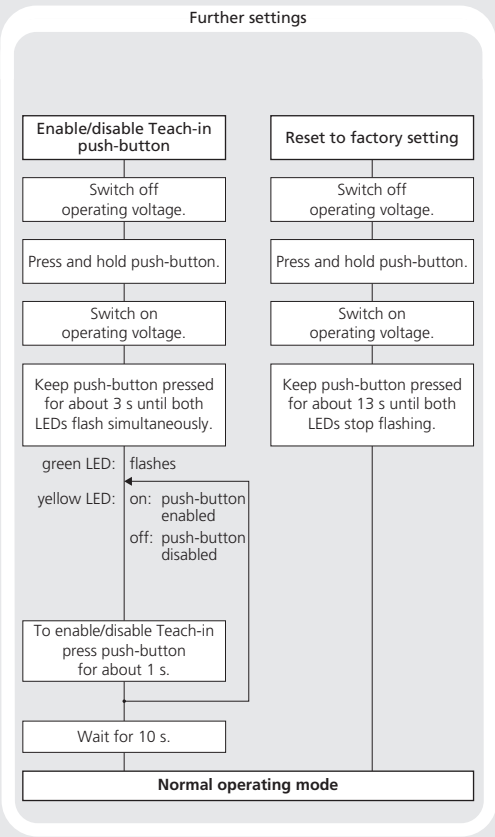 Further settings
Enable/disable Teach-in
push-button
Switch off
operating voltage.
Press and hold push-button.
Switch on
operating voltage.
Keep push-button pressed
for about 3 s until both
LEDs flash simultaneously.
green LED: flashes
yellow LED: on: push-button
enabled
off: push-button
disabled
To enable/disable Teach-in
press push-button
for about 1 s.
Wait for 10 s.
Reset to factory setting
Switch off
operating voltage.
Press and hold push-button.
Switch on
operating voltage.
Keep push-button pressed
for about 13 s until both
LEDs stop flashing.
Normal operating mode